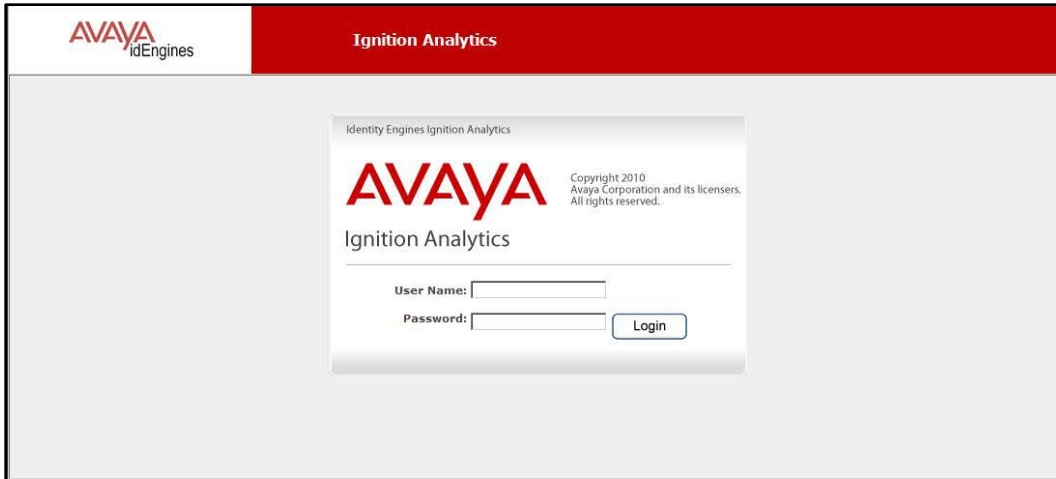 AVAYA
idEngines
Ignition Analytics
Identity Engines Ignition Analytics
AVAYA
Copyright 2010
Avaya Corporation and its licensers.
All rights reserved.
Ignition Analytics
User Name:
Password:
Login